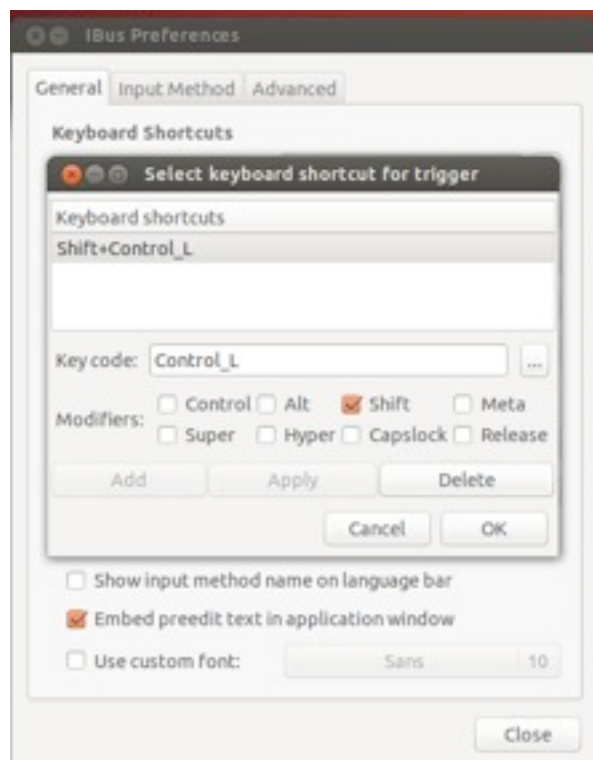 IBus Preferences
General Input Method Advanced
Keyboard Shortcuts
Select keyboard shortcut for trigger
Keyboard shortcuts
Shift+Control_L
Key code: Control_L ...
Modifiers: Control Alt Shift Meta
Super Hyper Capslock Release
Add Apply Delete
Cancel OK
Show input method name on language bar
Embed preedit text in application window
Use custom font: Sans 10
Close